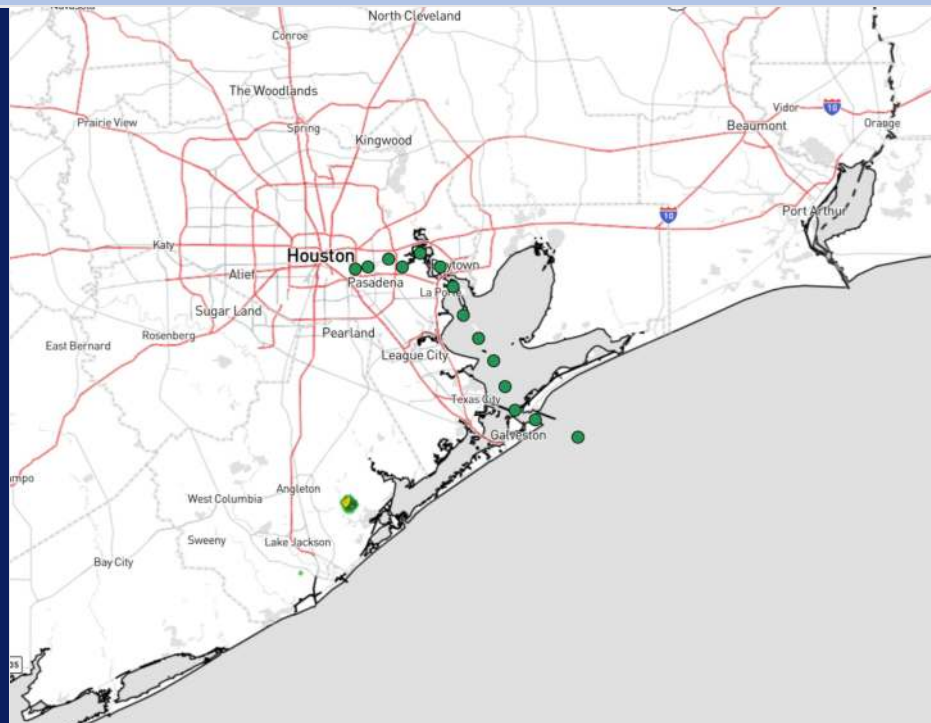 North Cleveland
Conroe
The Woodlands
Prairie View
Spring
Kingwood
Vidor
10
Orange
Beaumont
10
Port Arthur
Katy
Houston
Alief
Pasadena
La Porte
Sugar Land
Rosenberg
Pearland
East Bernard
League City
Texas City
Galveston
Angleton
West Columbia
Sweeny
Lake Jackson
Bay City